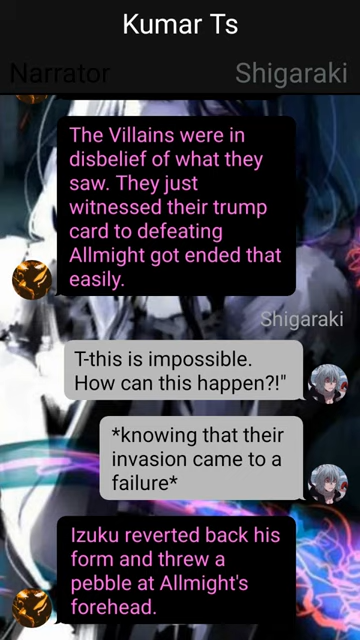 Kumar Ts
Narrator
Shigaraki
The Villains were in
disbelief of what they
saw. They just
witnessed their trump
card to defeating
Allmight got ended that
easily.
Shigaraki
T-this is impossible.
How can this happen?!"
*knowing that their
invasion came to a
failure*
Izuku reverted back his
form and threw a
pebble at Allmight's
forehead.